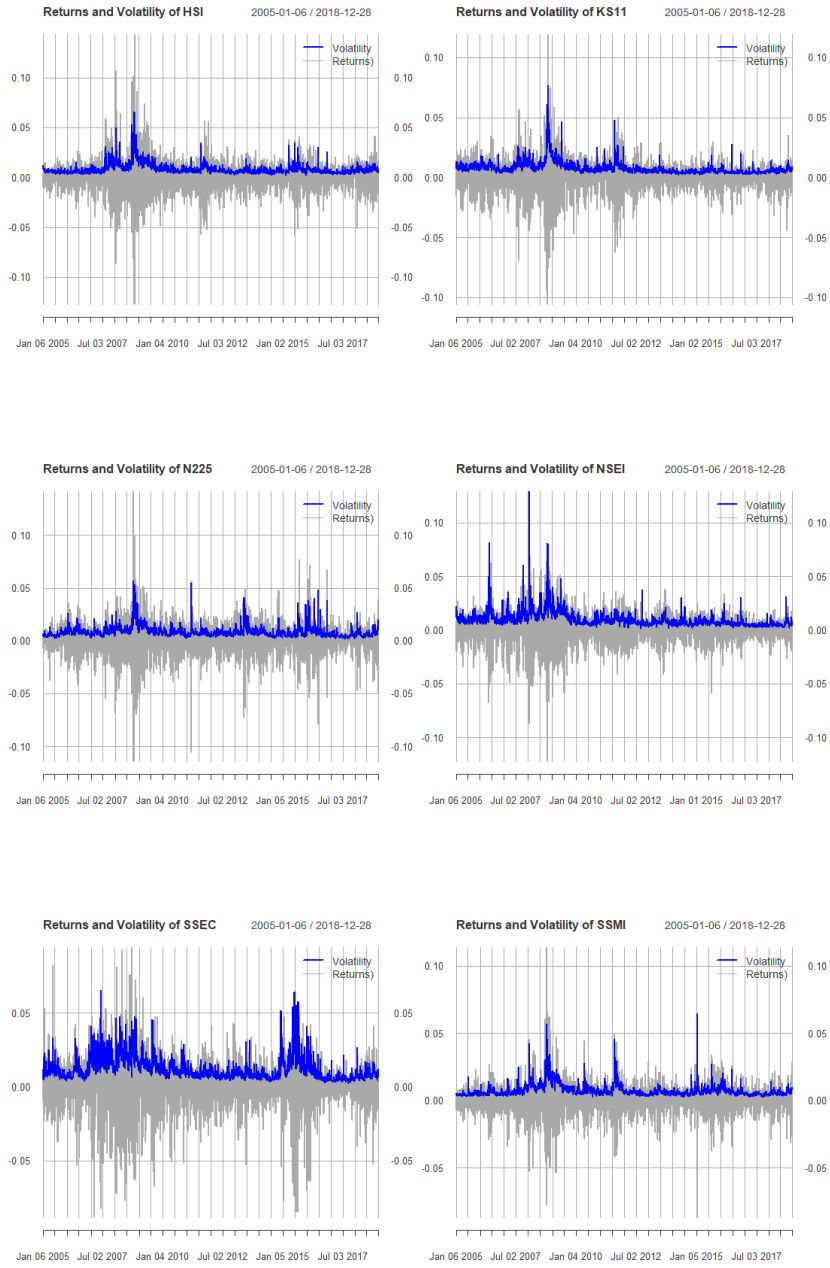 Returns and Volatility of HSI 2005-01-06 / 2018-12-28
Volatility
Returns)
0.10
0.05
0.00
-0.05
-0.10
0.10
0.05
0.00
-0.05
-0.10
Jan 06 2005 Jul 03 2007 Jan 04 2010 Jul 03 2012 Jan 02 2015 Jul 03 2017
Returns and Volatility of KS11 2005-01-06 / 2018-12-28
Volatility
Returns)
0.10
0.05
0.00
-0.05
-0.10
0.10
0.05
0.00
-0.05
-0.10
Jan 06 2005 Jul 02 2007 Jan 04 2010 Jul 02 2012 Jan 02 2015 Jul 03 2017
Returns and Volatility of N225 2005-01-06 / 2018-12-28
Volatility
Returns)
0.10
0.05
0.00
-0.05
-0.10
0.10
0.05
0.00
-0.05
-0.10
Jan 06 2005 Jul 02 2007 Jan 04 2010 Jul 02 2012 Jan 05 2015 Jul 03 2017
Returns and Volatility of NSEI 2005-01-06 / 2018-12-28
Volatility
Returns)
0.10
0.05
0.00
-0.05
-0.10
0.10
0.05
0.00
-0.05
-0.10
Jan 06 2005 Jul 02 2007 Jan 04 2010 Jul 02 2012 Jan 01 2015 Jul 03 2017
Returns and Volatility of SSEC 2005-01-06 / 2018-12-28
Volatility
Returns)
0.05
0.00
-0.05
0.05
0.00
-0.05
Jan 06 2005 Jul 02 2007 Jan 04 2010 Jul 02 2012 Jan 05 2015 Jul 03 2017
Returns and Volatility of SSMI 2005-01-06 / 2018-12-28
Volatility
Returns)
0.10
0.05
0.00
-0.05
0.10
0.05
0.00
-0.05
Jan 06 2005 Jul 02 2007 Jan 04 2010 Jul 02 2012 Jan 05 2015 Jul 03 2017